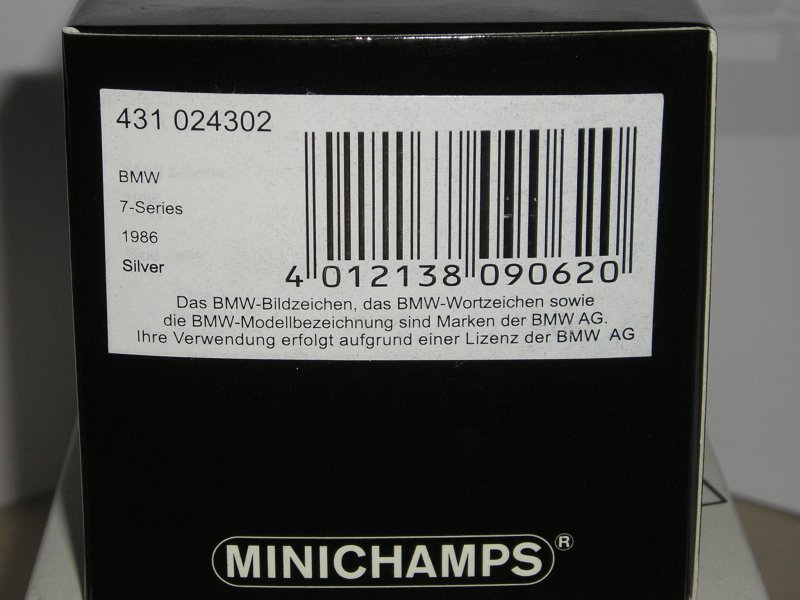 431 024302
BMW
7-Series
1986
Silver
4 012138 090620
Das BMW-Bildzeichen, das BMW-Wortzeichen sowie
die BMW-Modellbezeichnung sind Marken der BMW AG.
Ihre Verwendung erfolgt aufgrund einer Lizenz der BMW AG
MINICHAMPS®